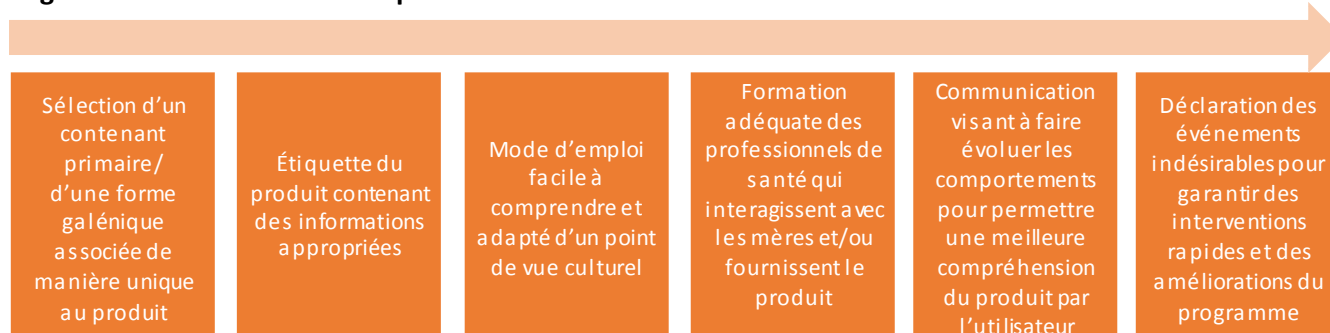 Sélection d'un
contenant
primaire/
d'une forme
galénique
associée de
manière unique
au produit
Étiquette du
produit contenant
des informations
appropriées
Mode d'emploi
facile à
comprendre et
adapté d'un point
de vue culturel
Formation
adéquate des
professionnels de
santé qui
interagissent avec
les mères et/ou
fournissent le
produit
Communication
visant à faire
évoluer les
comportements
pour permettre
une meilleure
compréhension
du produit par
l'utilisateur
Déclaration des
événements
indésirables pour
garantir des
interventions
rapides et des
améliorations du
programme